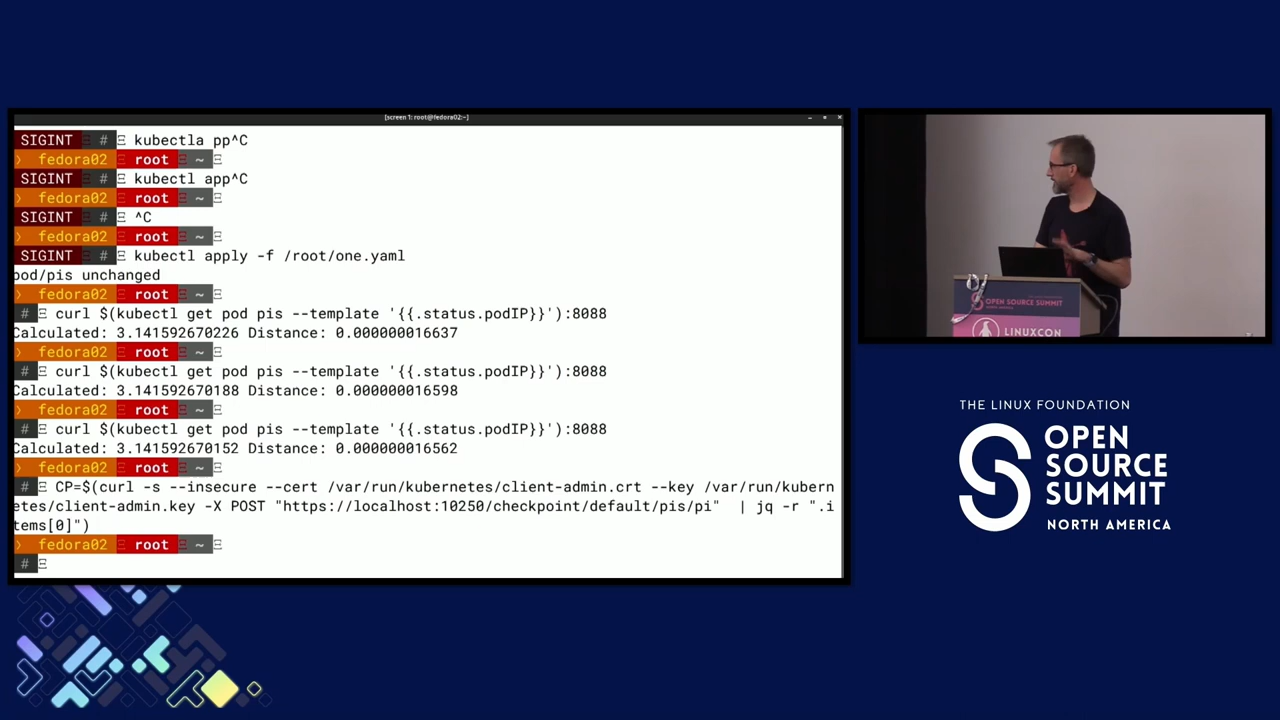 [screen 1: root@fedora02:~]
SIGINT # kubectla pp^C
fedora02 root ~
SIGINT # kubectl app^C
fedora02 root ~
SIGINT # ^C
fedora02 root ~
SIGINT # kubectl apply -f /root/one.yaml
pod/pis unchanged
fedora02 root ~
# curl $(kubectl get pod pis --template '{{.status.podIP}}'):8088
Calculated: 3.141592670226 Distance: 0.000000016637
fedora02 root ~
# curl $(kubectl get pod pis --template '{{.status.podIP}}'):8088
Calculated: 3.141592670188 Distance: 0.000000016598
fedora02 root ~
# curl $(kubectl get pod pis --template '{{.status.podIP}}'):8088
Calculated: 3.141592670152 Distance: 0.000000016562
fedora02 root ~
# CP=$(curl -s --insecure --cert /var/run/kubernetes/client-admin.crt --key /var/run/kubern
etes/client-admin.key -X POST "https://localhost:10250/checkpoint/default/pis/pi" | jq -r ".i
tems[0]")
fedora02 root ~
#
OPEN SOURCE SUMMIT
LINUXCON
THE LINUX FOUNDATION
OPEN
SOURCE
SUMMIT
NORTH AMERICA